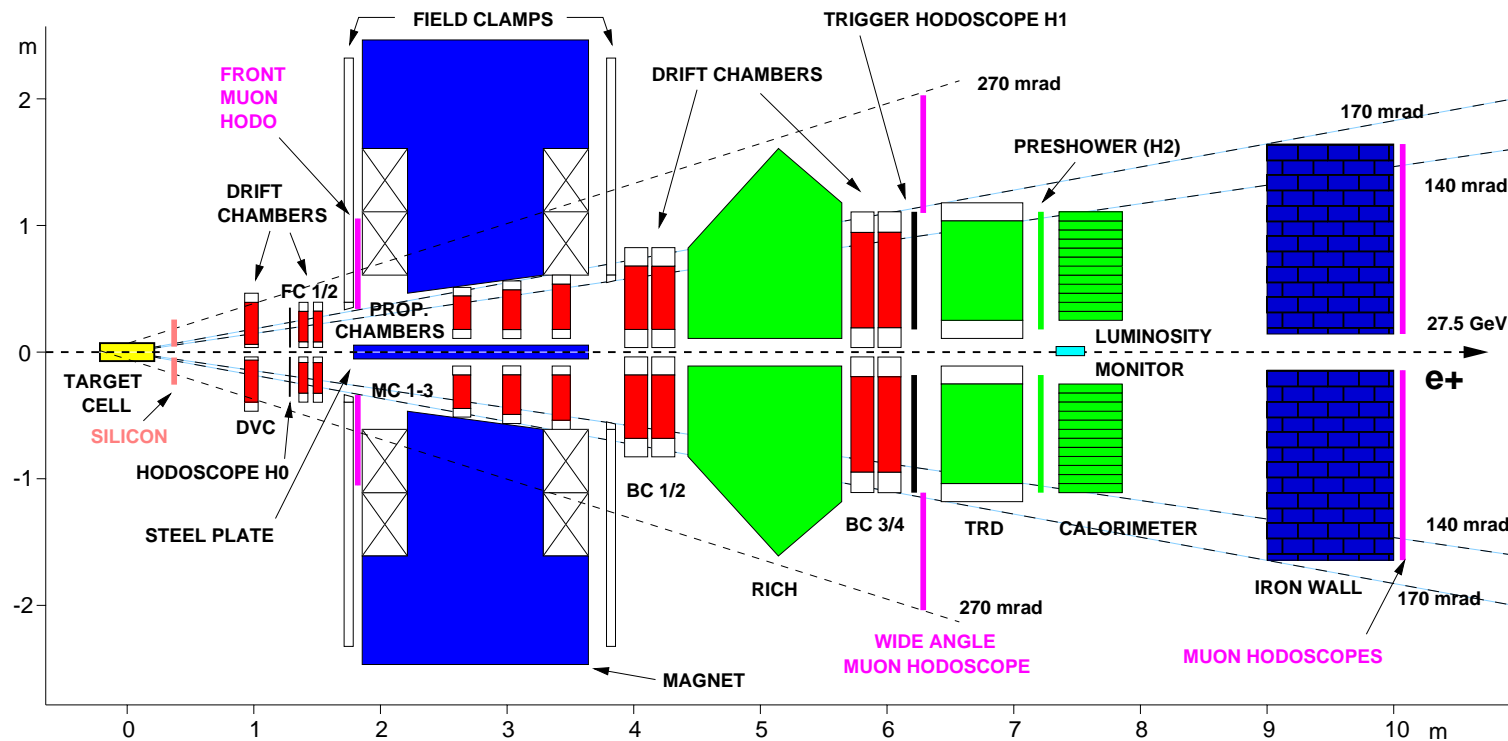 FIELD CLAMPS
TRIGGER HODOSCOPE H1
m
2
1
0
-1
-2
FRONT
MUON
HODO
DRIFT CHAMBERS
270 mrad
170 mrad
PRESHOWER (H2)
140 mrad
DRIFT
CHAMBERS
FC 1/2
PROP.
CHAMBERS
27.5 GeV
LUMINOSITY
MONITOR
e+
TARGET
CELL
SILICON
DVC
MC 1-3
HODOSCOPE H0
STEEL PLATE
BC 1/2
BC 3/4
TRD
CALORIMETER
140 mrad
RICH
IRON WALL
170 mrad
270 mrad
WIDE ANGLE
MUON HODOSCOPE
MUON HODOSCOPES
MAGNET
0 1 2 3 4 5 6 7 8 9 10 m